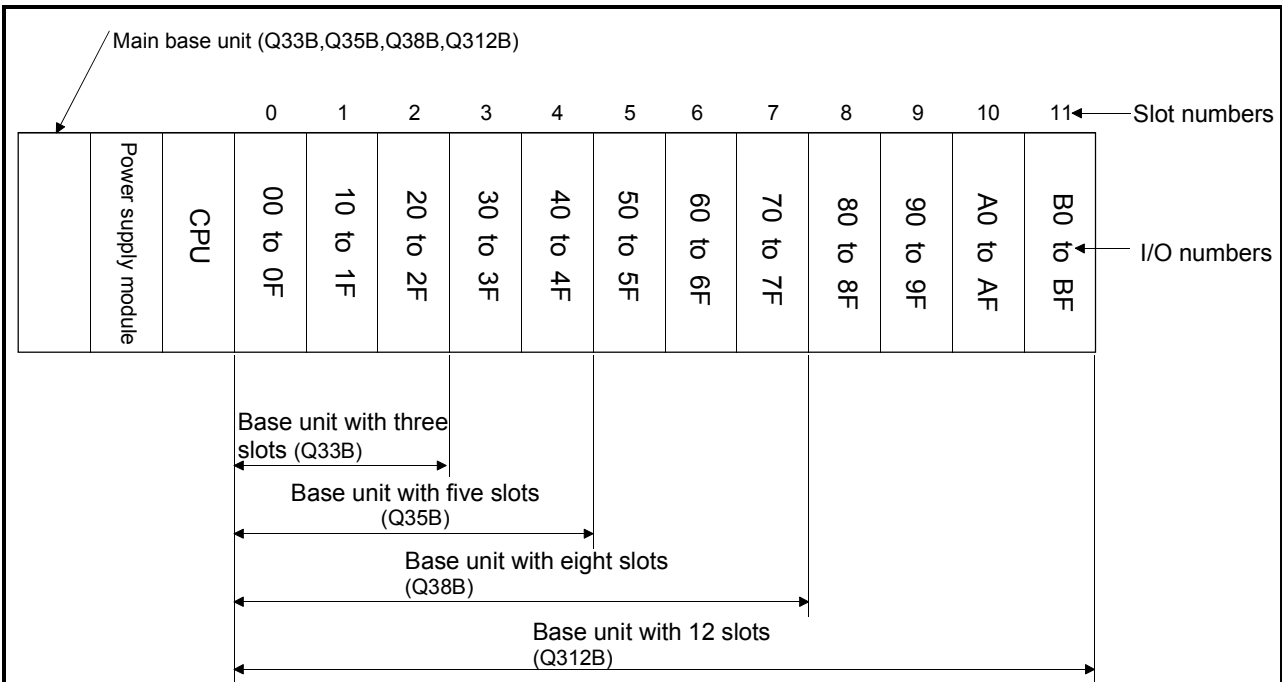 Main base unit (Q33B,Q35B,Q38B,Q312B)
0 1 2 3 4 5 6 7 8 9 10 11 Slot numbers
Power supply module
CPU
00 to 0F
10 to 1F
20 to 2F
30 to 3F
40 to 4F
50 to 5F
60 to 6F
70 to 7F
80 to 8F
90 to 9F
A0 to AF
B0 to BF
I/O numbers
Base unit with three
slots (Q33B)
Base unit with five slots
(Q35B)
Base unit with eight slots
(Q38B)
Base unit with 12 slots
(Q312B)